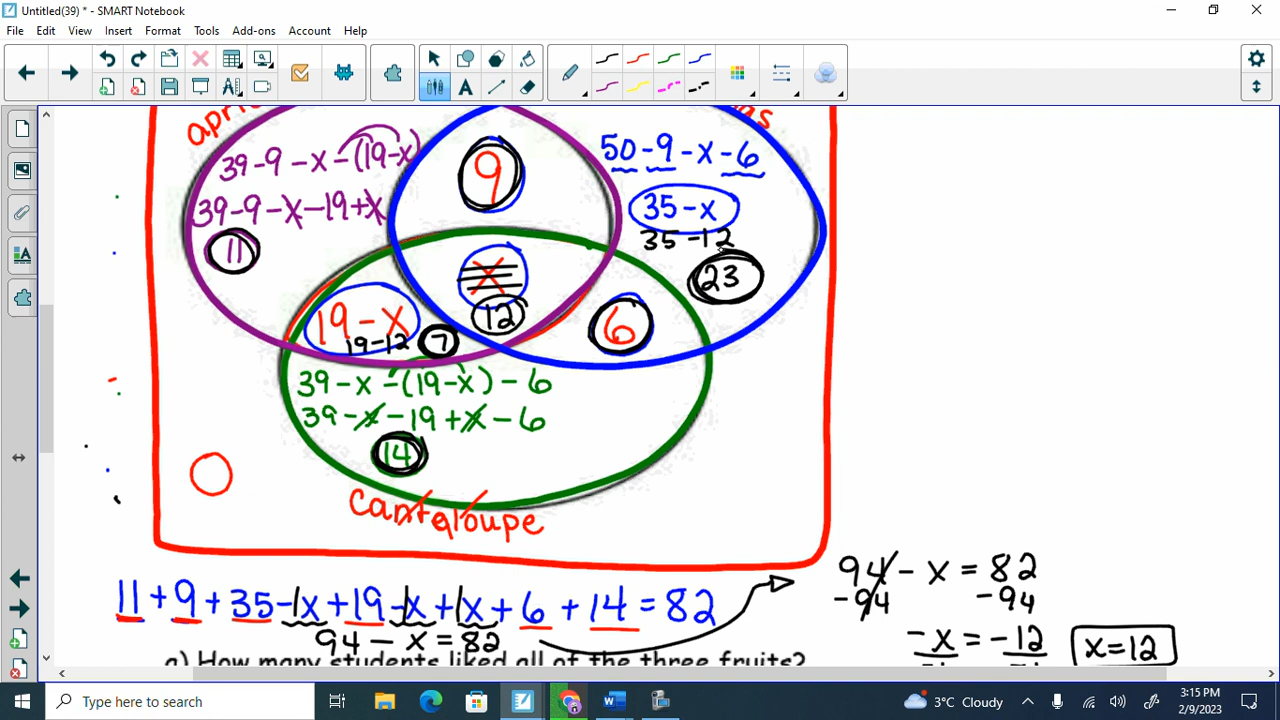 Untitled(39) * - SMART Notebook
File Edit View Insert Format Tools Add-ons Account Help
39-9-x-(19-x)
39-9-x-19+x
11
9
50-9-x-6
35-x
35-12
23
x
12
19-x
19-12
7
6
39-x-(19-x)-6
39-x-19+x-6
14
Cantaloupe
11+9+35-1x+19-1x+1x+6+14=82
94-x=82
94-x=82
-94 -94
-x=-12
x=12
a) How many students liked all of the three fruits?
Type here to search
3°C Cloudy
3:15 PM
2/9/2023